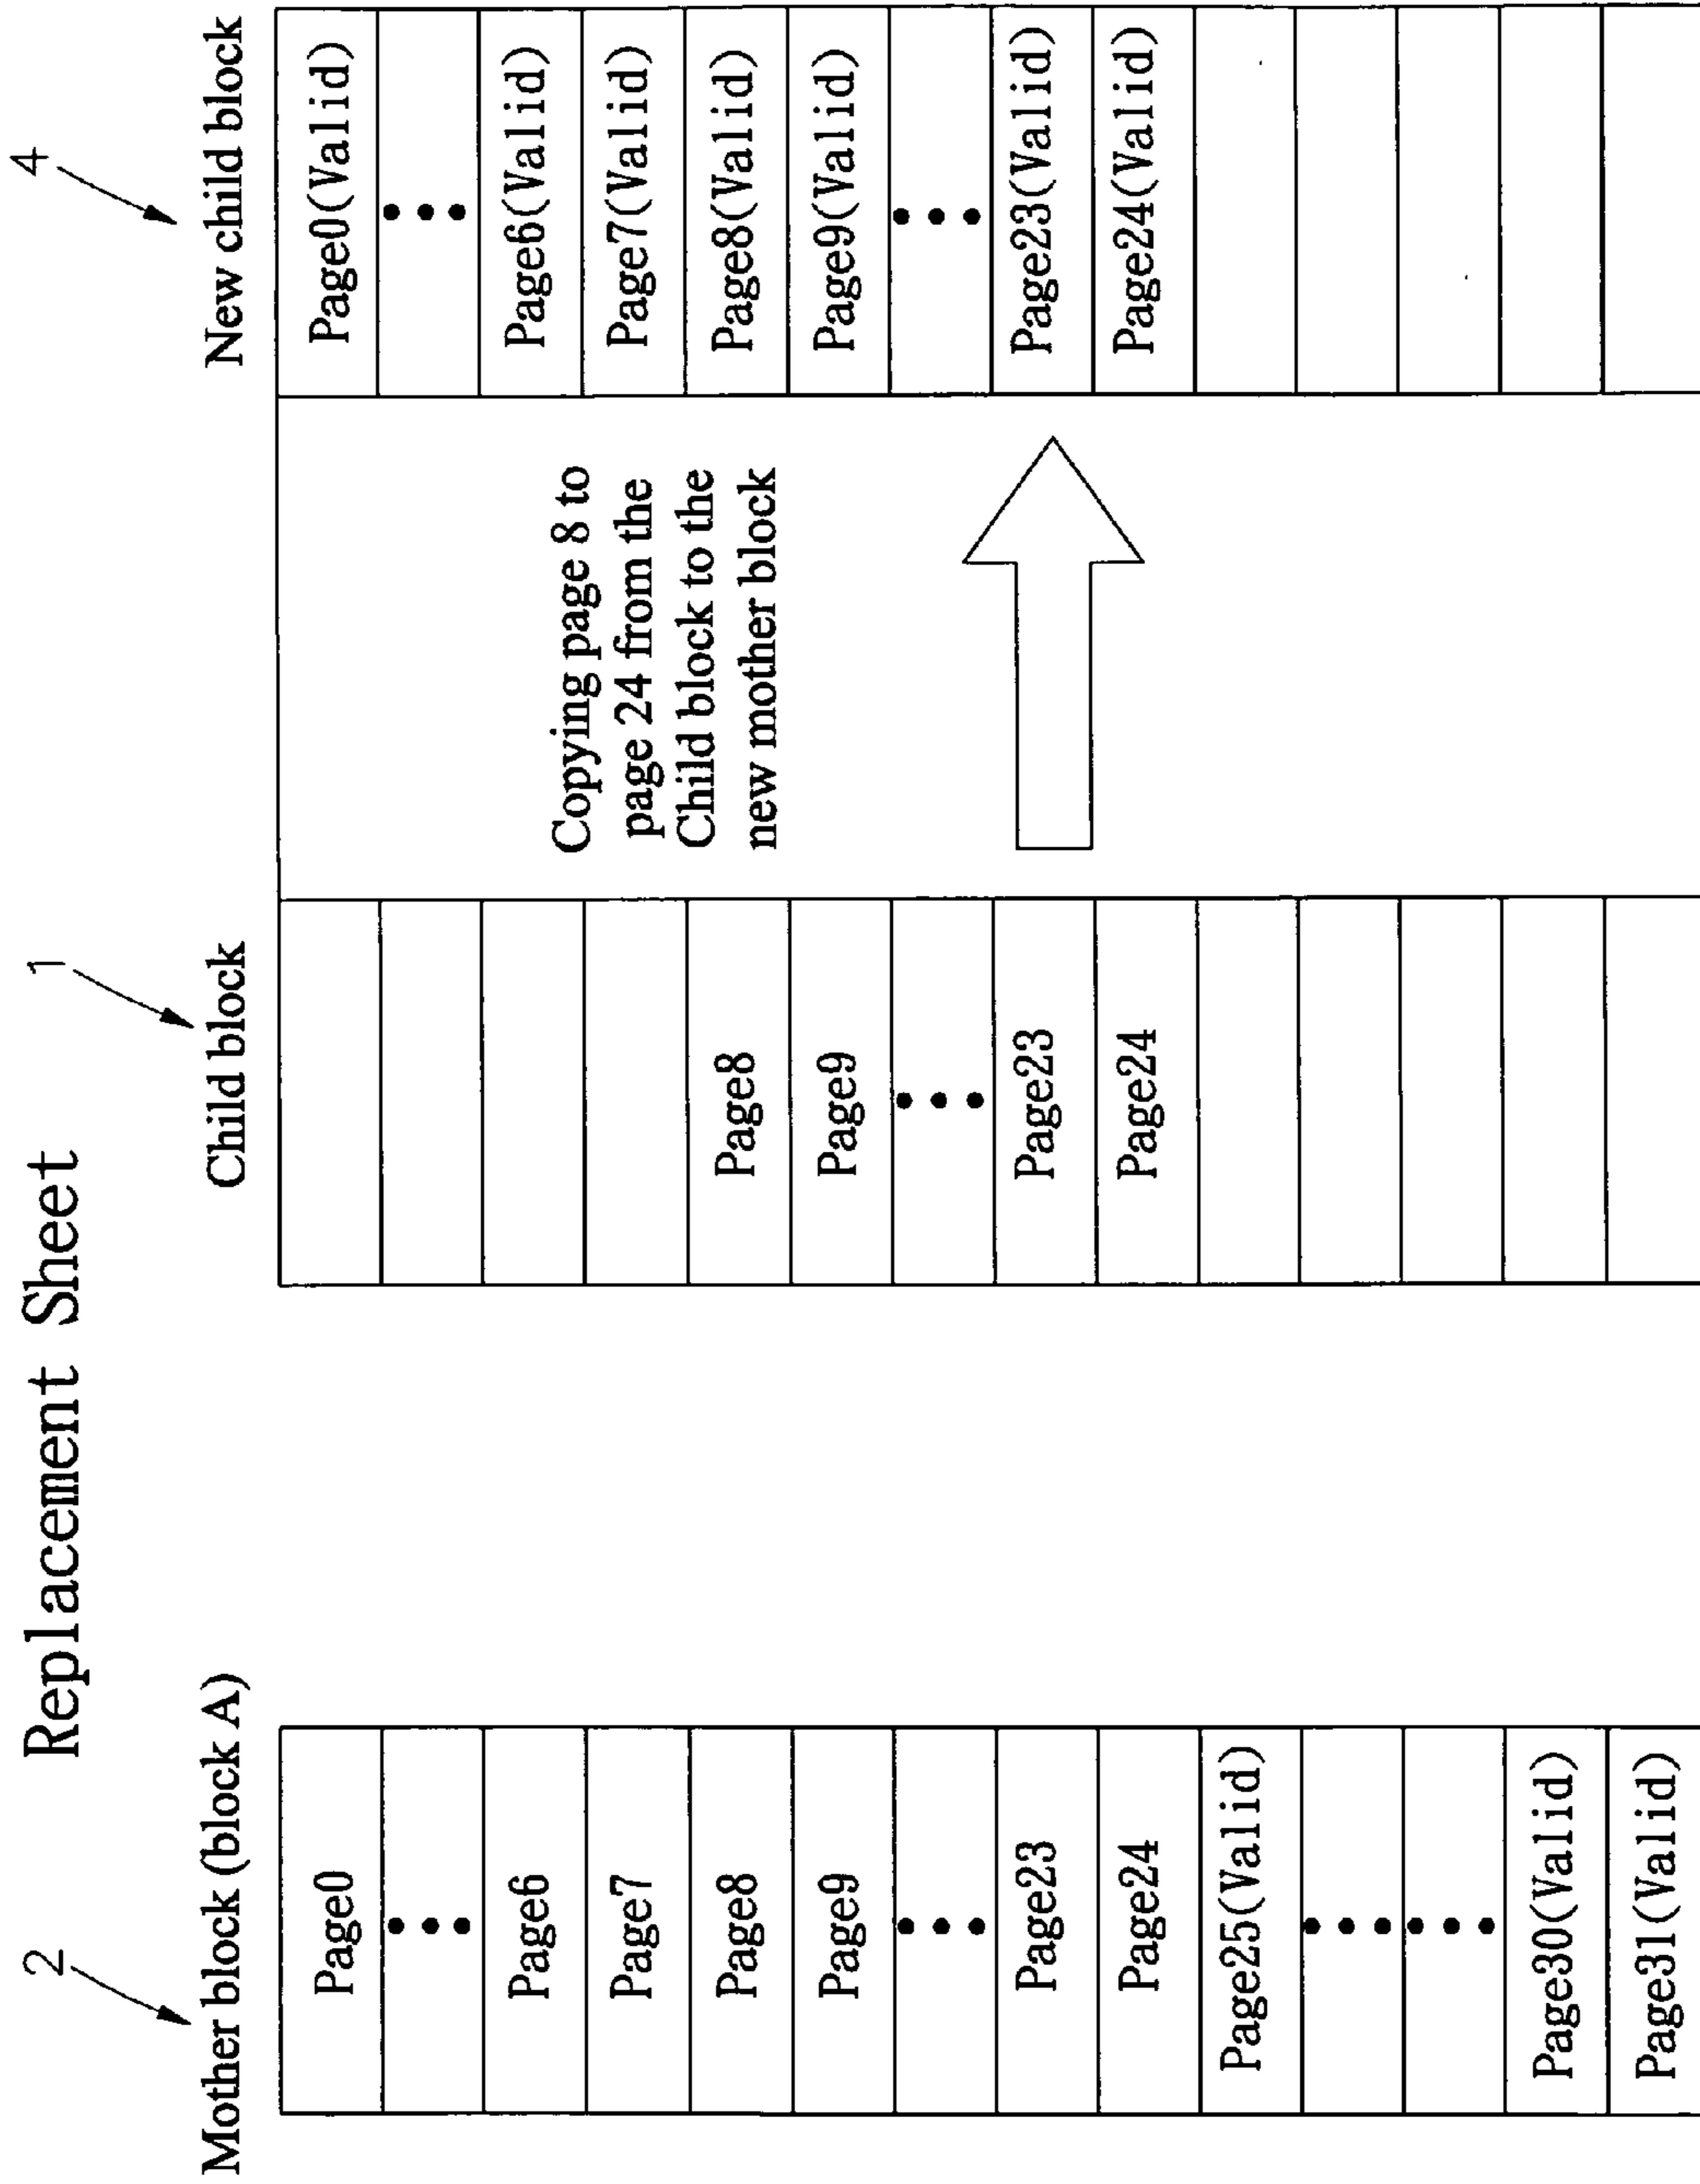 Replacement Sheet
2
Mother block (block A)
Page0
•••
Page6
Page7
Page8
Page9
•••
Page23
Page24
Page25(Valid)
•••
•••
Page30(Valid)
Page31(Valid)
1
Child block
Page8
Page9
•••
Page23
Page24
Copying page 8 to
page 24 from the
Child block to the
new mother block
4
New child block
Page0(Valid)
•••
Page6(Valid)
Page7(Valid)
Page8(Valid)
Page9(Valid)
•••
Page23(Valid)
Page24(Valid)